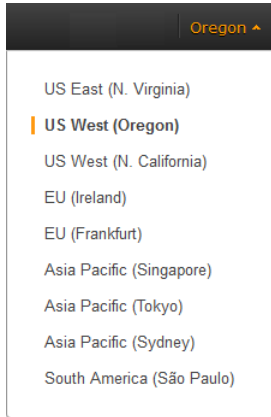 Oregon
US East (N. Virginia)
US West (Oregon)
US West (N. California)
EU (Ireland)
EU (Frankfurt)
Asia Pacific (Singapore)
Asia Pacific (Tokyo)
Asia Pacific (Sydney)
South America (São Paulo)